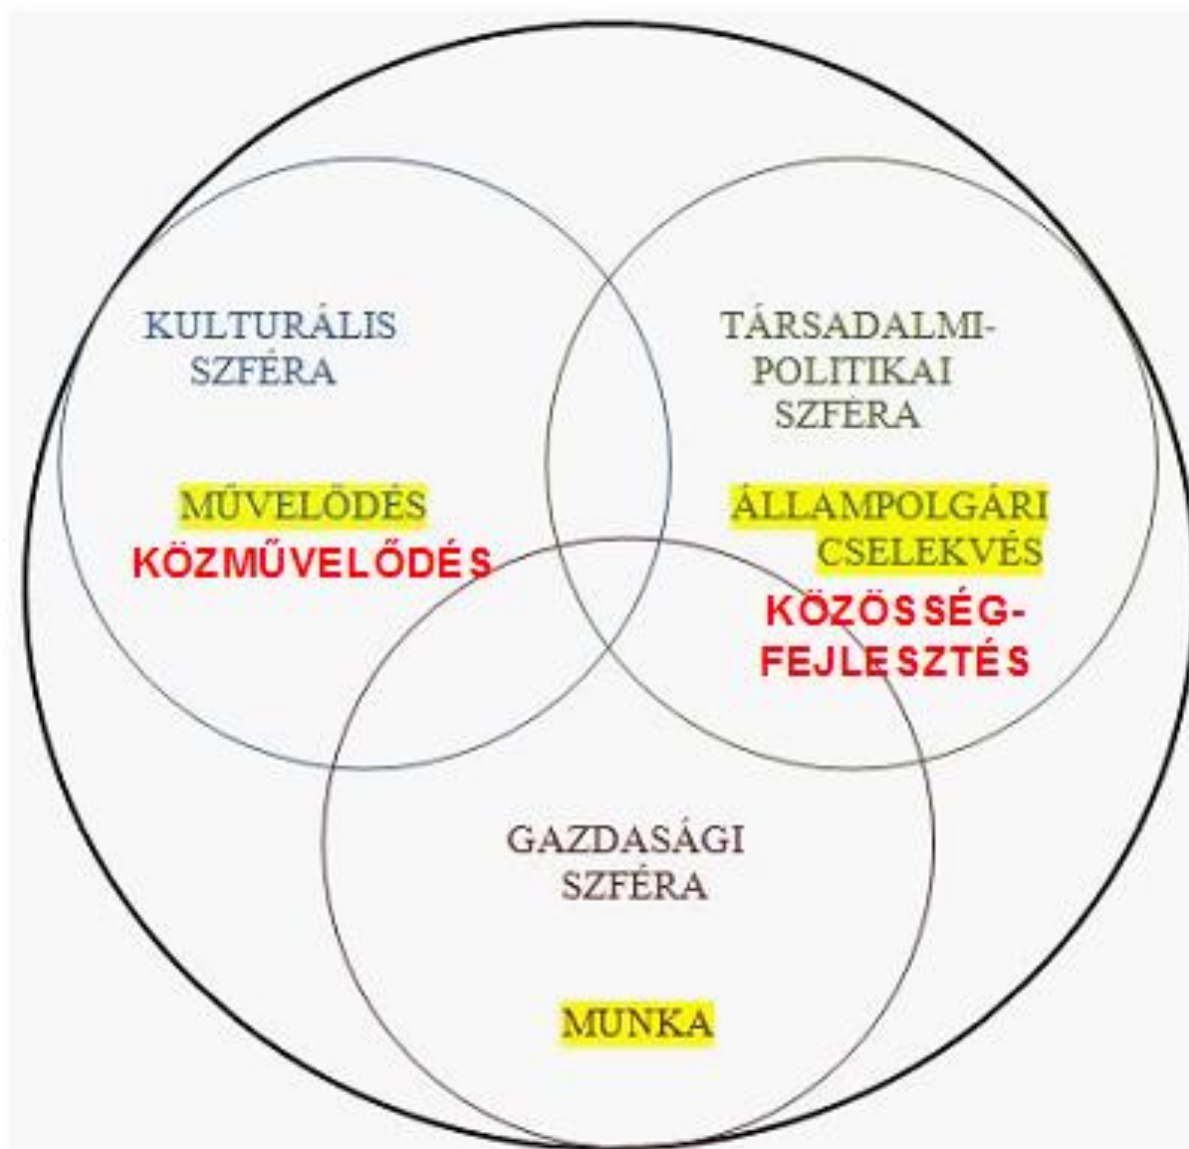 KULTURÁLIS
SZFÉRA
MŰVELŐDÉS
KÖZMŰVELŐDÉS
TÁRSADALMI-
POLITIKAI
SZFÉRA
ÁLLAMPOLGÁRI
CSELEKVÉS
KÖZÖSSÉG-
FEJLESZTÉS
GAZDASÁGI
SZFÉRA
MUNKA